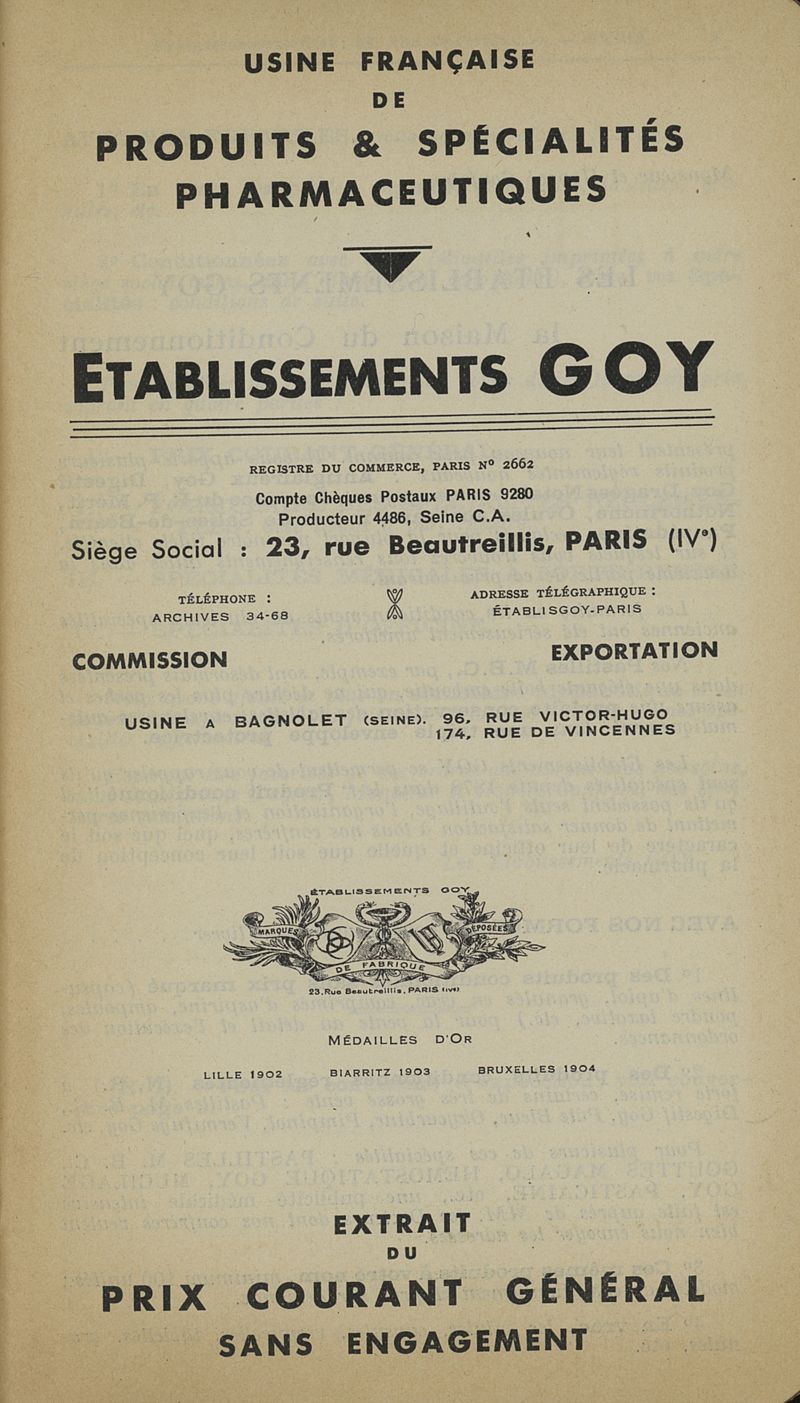 USINE FRANÇAISE
DE
PRODUITS & SPÉCIALITÉS
PHARMACEUTIQUES
ETABLISSEMENTS GOY
REGISTRE DU COMMERCE, PARIS N° 2662
Compte Chèques Postaux PARIS 9280
Producteur 4486, Seine C.A.
Siège Social : 23, rue Beautreillis, PARIS (IVe)
TÉLÉPHONE :
ARCHIVES 34-68
ADRESSE TÉLÉGRAPHIQUE :
ÉTABLISGOY-PARIS
COMMISSION
EXPORTATION
USINE A BAGNOLET (SEINE). 96, RUE VICTOR-HUGO
174, RUE DE VINCENNES
ÉTABLISSEMENTS GOY
MARQUES
DÉPOSÉES
DE FABRIQUE
23, Rue Beautreillis, PARIS (IVe)
MÉDAILLES D'OR
LILLE 1902 BIARRITZ 1903 BRUXELLES 1904
EXTRAIT
DU
PRIX COURANT GÉNÉRAL
SANS ENGAGEMENT